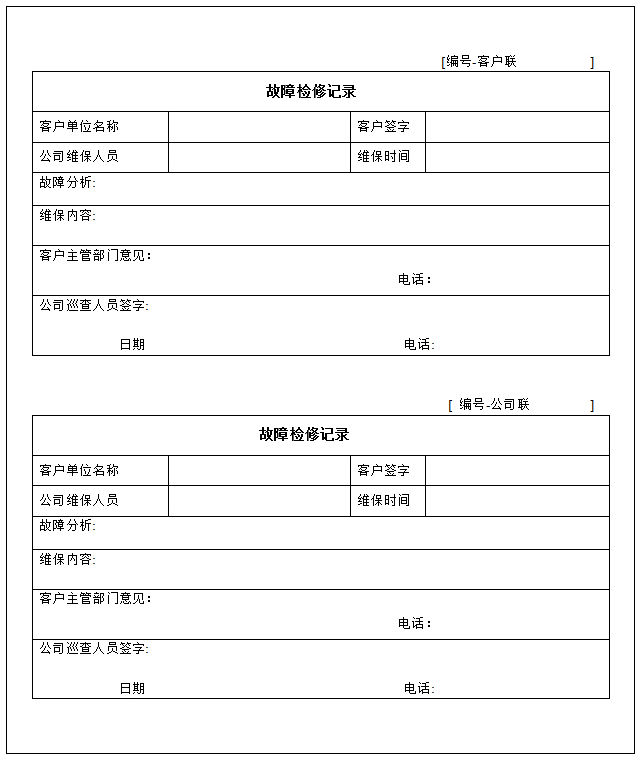 [编号-客户联 ]
故障检修记录
客户单位名称 客户签字
公司维保人员 维保时间
故障分析:
维保内容:
客户主管部门意见：
电话：
公司巡查人员签字:
日期 电话:
[ 编号-公司联 ]
故障检修记录
客户单位名称 客户签字
公司维保人员 维保时间
故障分析:
维保内容:
客户主管部门意见：
电话：
公司巡查人员签字:
日期 电话: